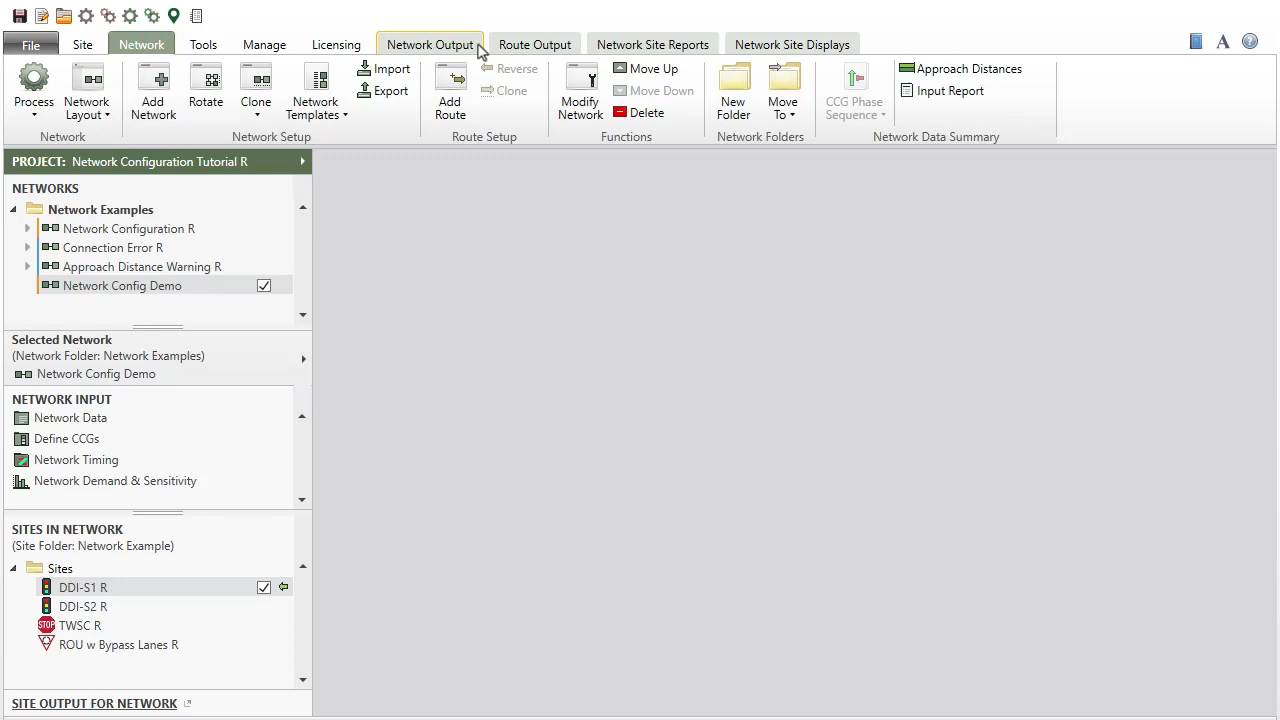 File Site Network Tools Manage Licensing Network Output Route Output Network Site Reports Network Site Displays A ?
Process Network Layout Add Network Rotate Clone Network Templates Import Export Add Route Reverse Clone Modify Network Move Up Move Down Delete New Folder Move To CCG Phase Sequence Approach Distances Input Report
Network Network Setup Route Setup Functions Network Folders Network Data Summary
PROJECT: Network Configuration Tutorial R
NETWORKS
Network Examples
Network Configuration R
Connection Error R
Approach Distance Warning R
Network Config Demo
Selected Network
(Network Folder: Network Examples)
Network Config Demo
NETWORK INPUT
Network Data
Define CCGs
Network Timing
Network Demand & Sensitivity
SITES IN NETWORK
(Site Folder: Network Example)
Sites
DDI-S1 R
DDI-S2 R
STOP TWSC R
ROU w Bypass Lanes R
SITE OUTPUT FOR NETWORK